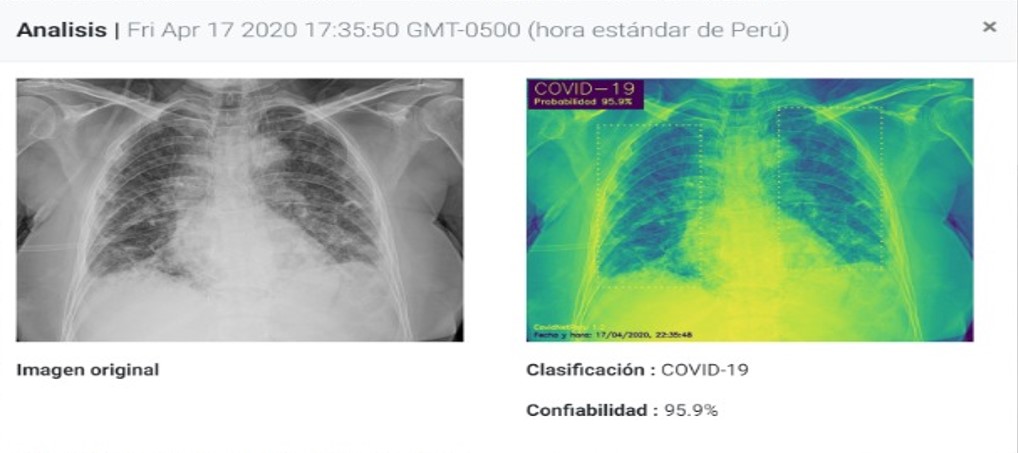 Analisis | Fri Apr 17 2020 17:35:50 GMT-0500 (hora estándar de Perú)
×
COVID-19
Probabilidad 95.9%
Fecha y hora: 17/04/2020, 22:35:48
Imagen original
Clasificación : COVID-19
Confiabilidad : 95.9%